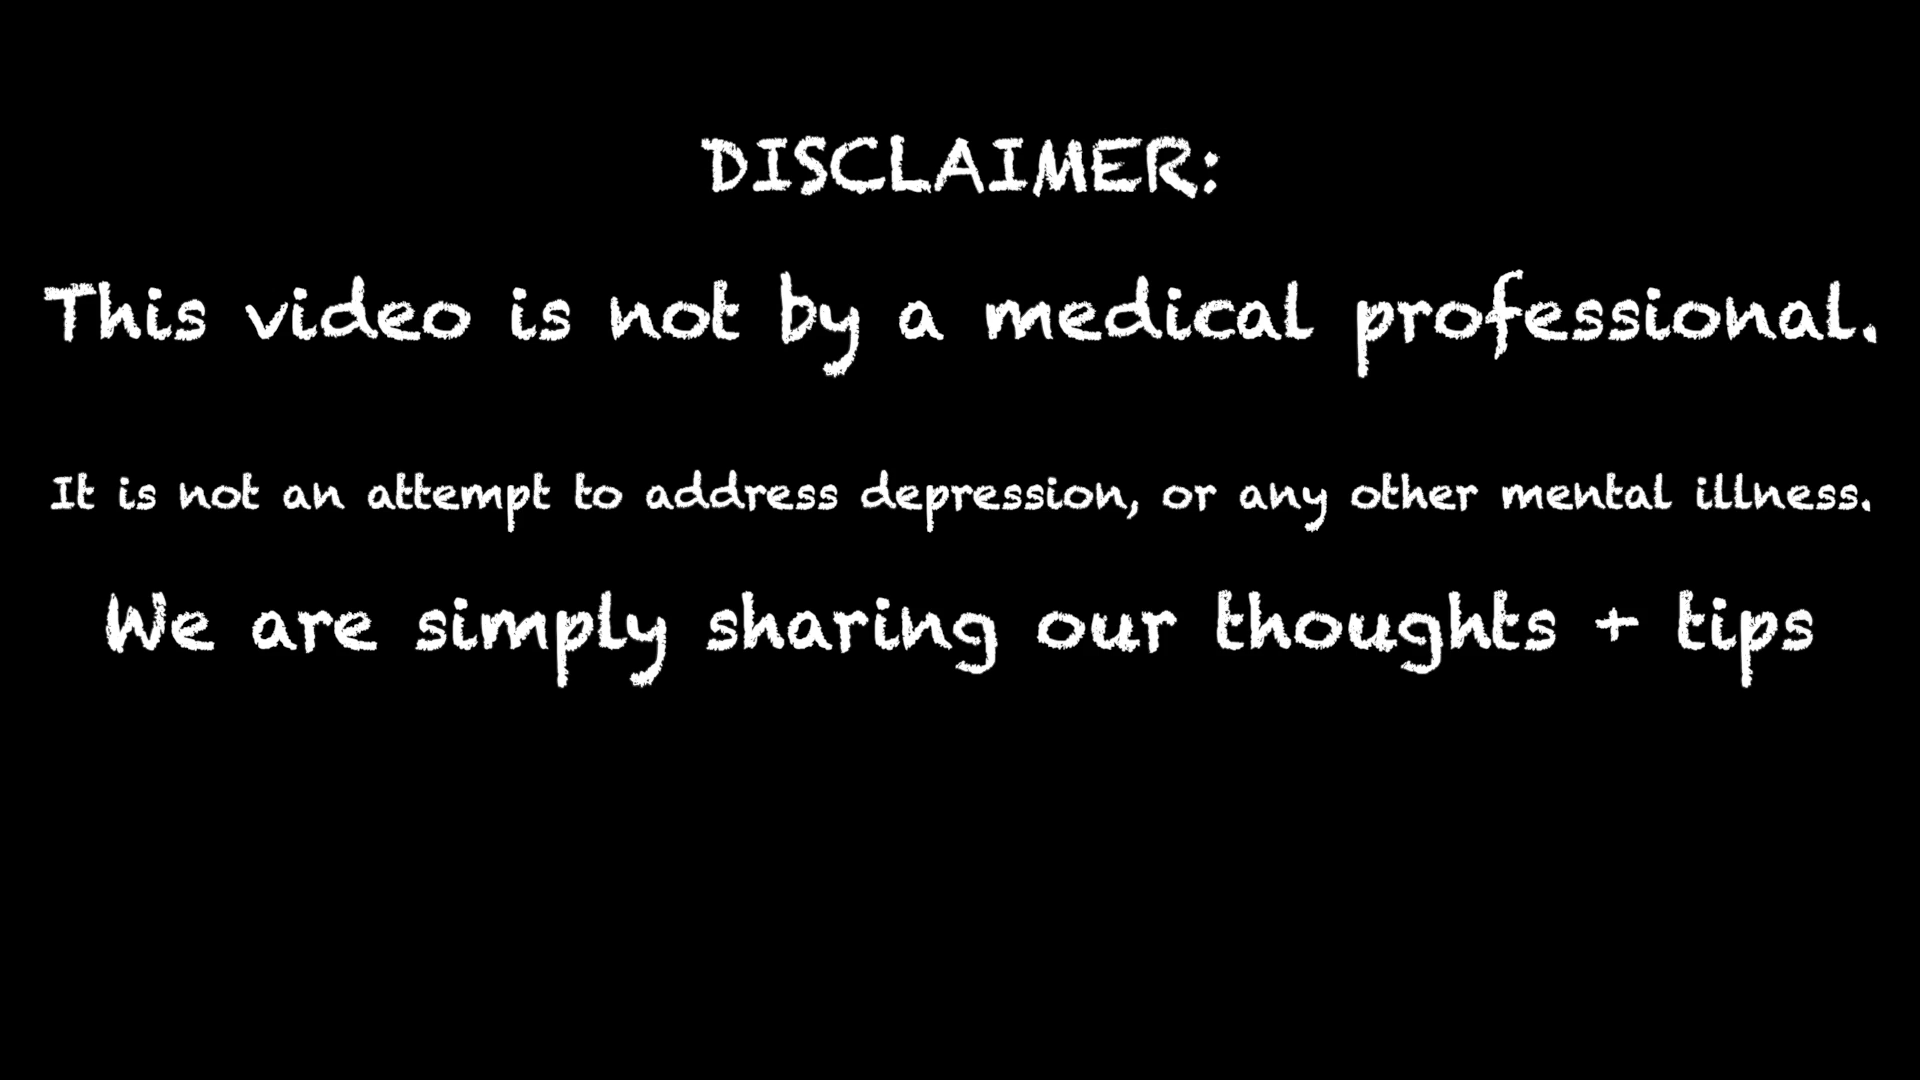 DISCLAIMER:
This video is not by a medical professional.
It is not an attempt to address depression, or any other mental illness.
We are simply sharing our thoughts + tips